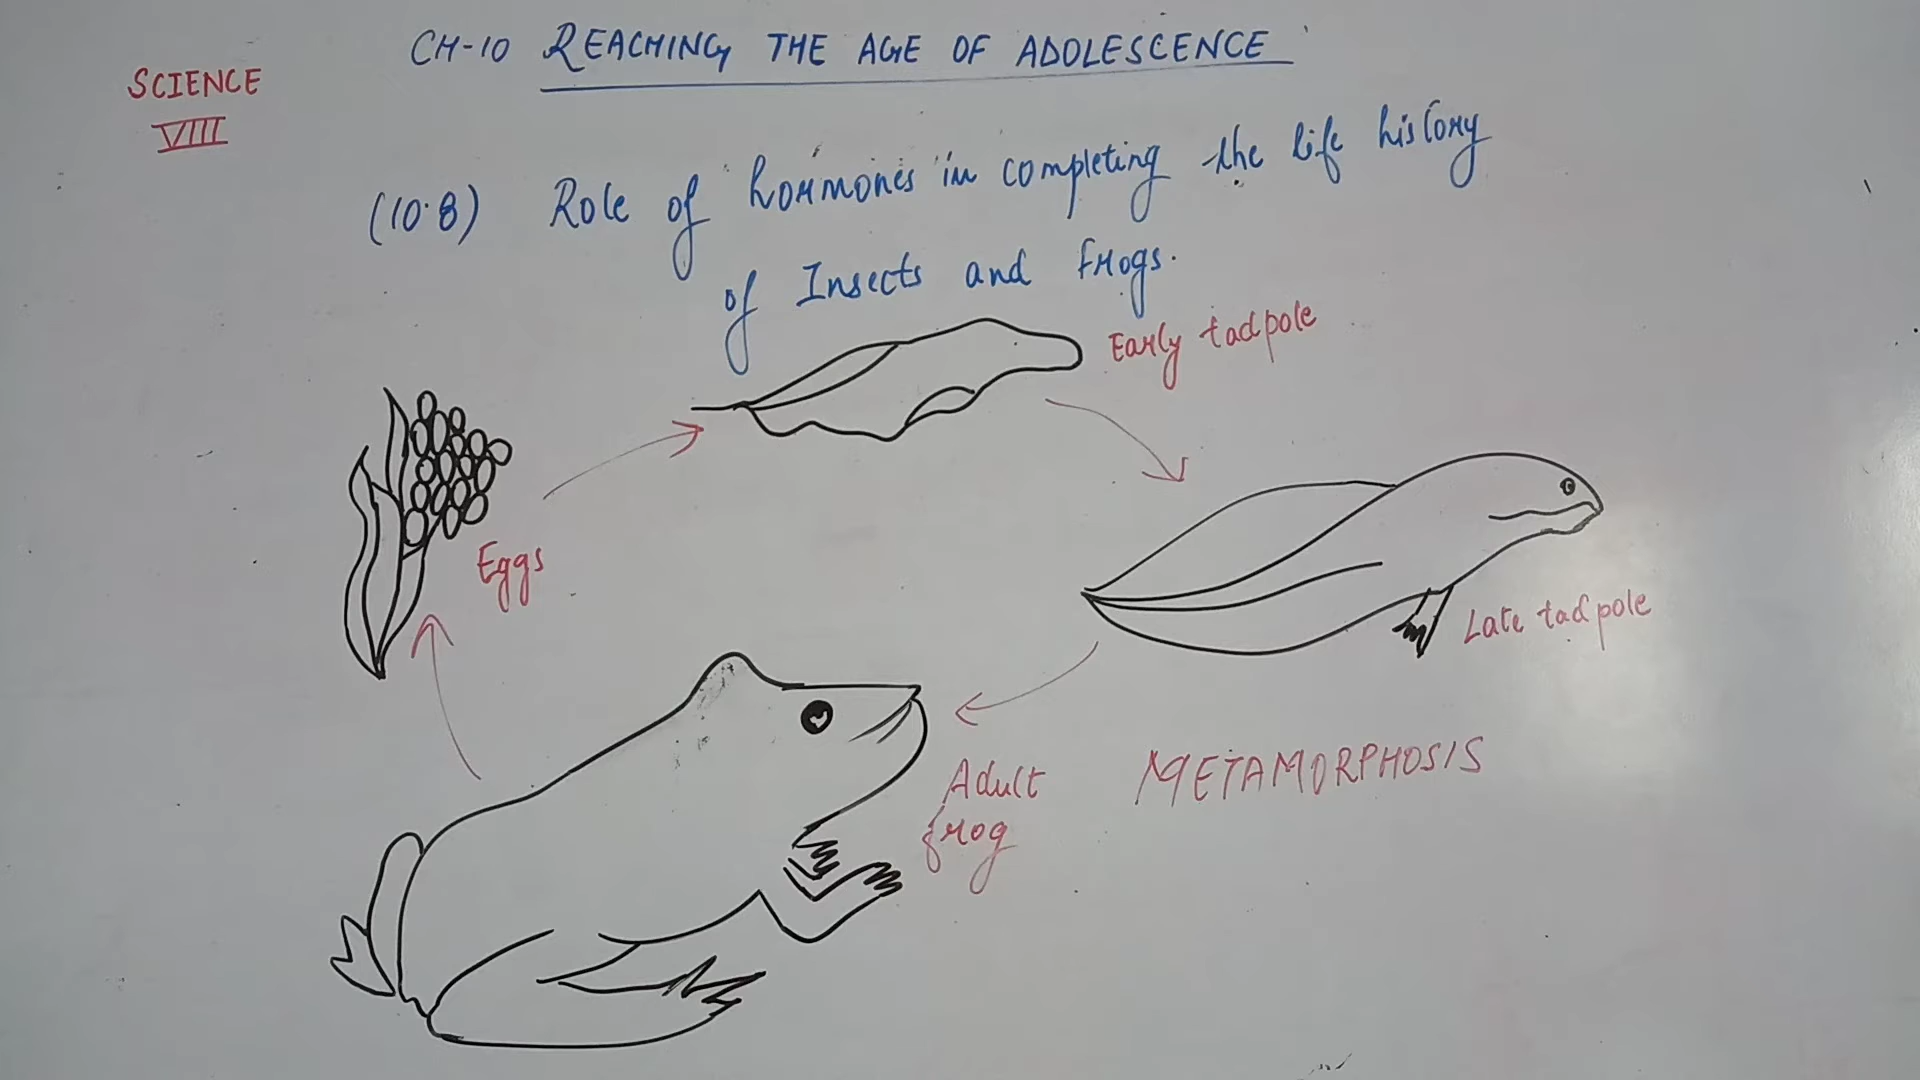 CH-10 REACHING THE AGE OF ADOLESCENCE
SCIENCE
VIII
(10.8) Role of hormones in completing the life history
of Insects and frogs.
Early tadpole
Eggs
Late tadpole
Adult
frog
METAMORPHOSIS